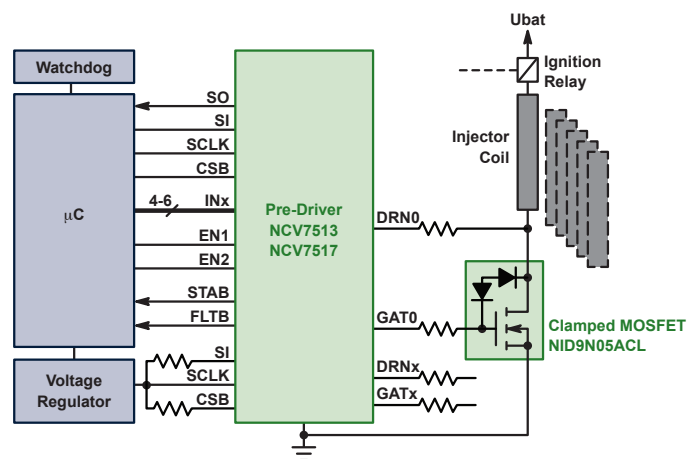 Ubat
Ignition
Relay
Injector
Coil
Watchdog
µC
SO
SI
SCLK
CSB
4-6
INx
EN1
EN2
STAB
FLTB
SI
SCLK
CSB
Voltage
Regulator
Pre-Driver
NCV7513
NCV7517
DRN0
GAT0
DRNx
GATx
Clamped MOSFET
NID9N05ACL